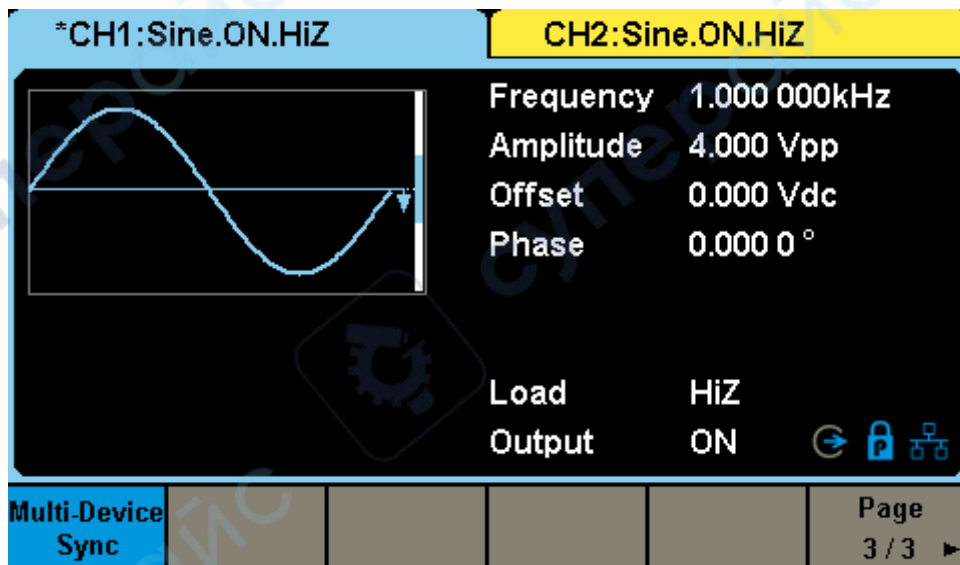 *CH1:Sine.ON.HiZ
CH2:Sine.ON.HiZ
Frequency 1.000 000kHz
Amplitude 4.000 Vpp
Offset 0.000 Vdc
Phase 0.000 0 °
Load HiZ
Output ON
P
Multi-Device
Sync
Page
3 / 3 ►
суперайс